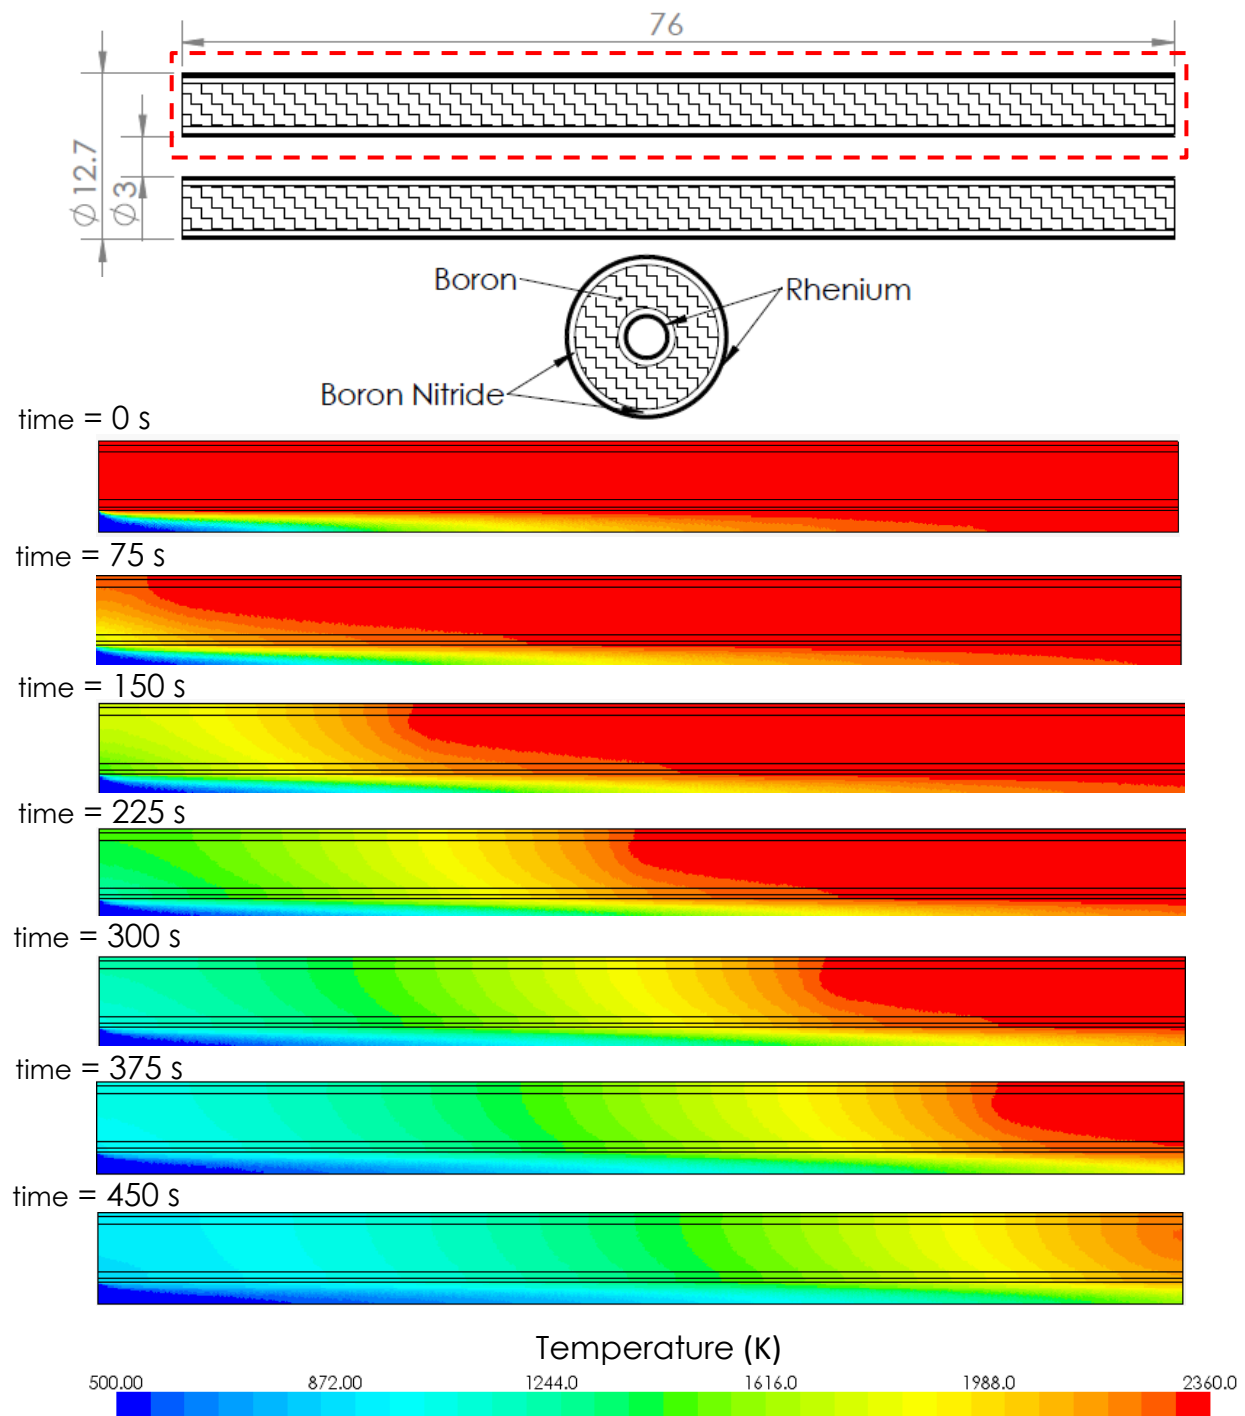 76
Ø12.7
Ø3
Boron
Rhenium
Boron Nitride
time = 0 s
time = 75 s
time = 150 s
time = 225 s
time = 300 s
time = 375 s
time = 450 s
Temperature (K)
500.00 872.00 1244.0 1616.0 1988.0 2360.0